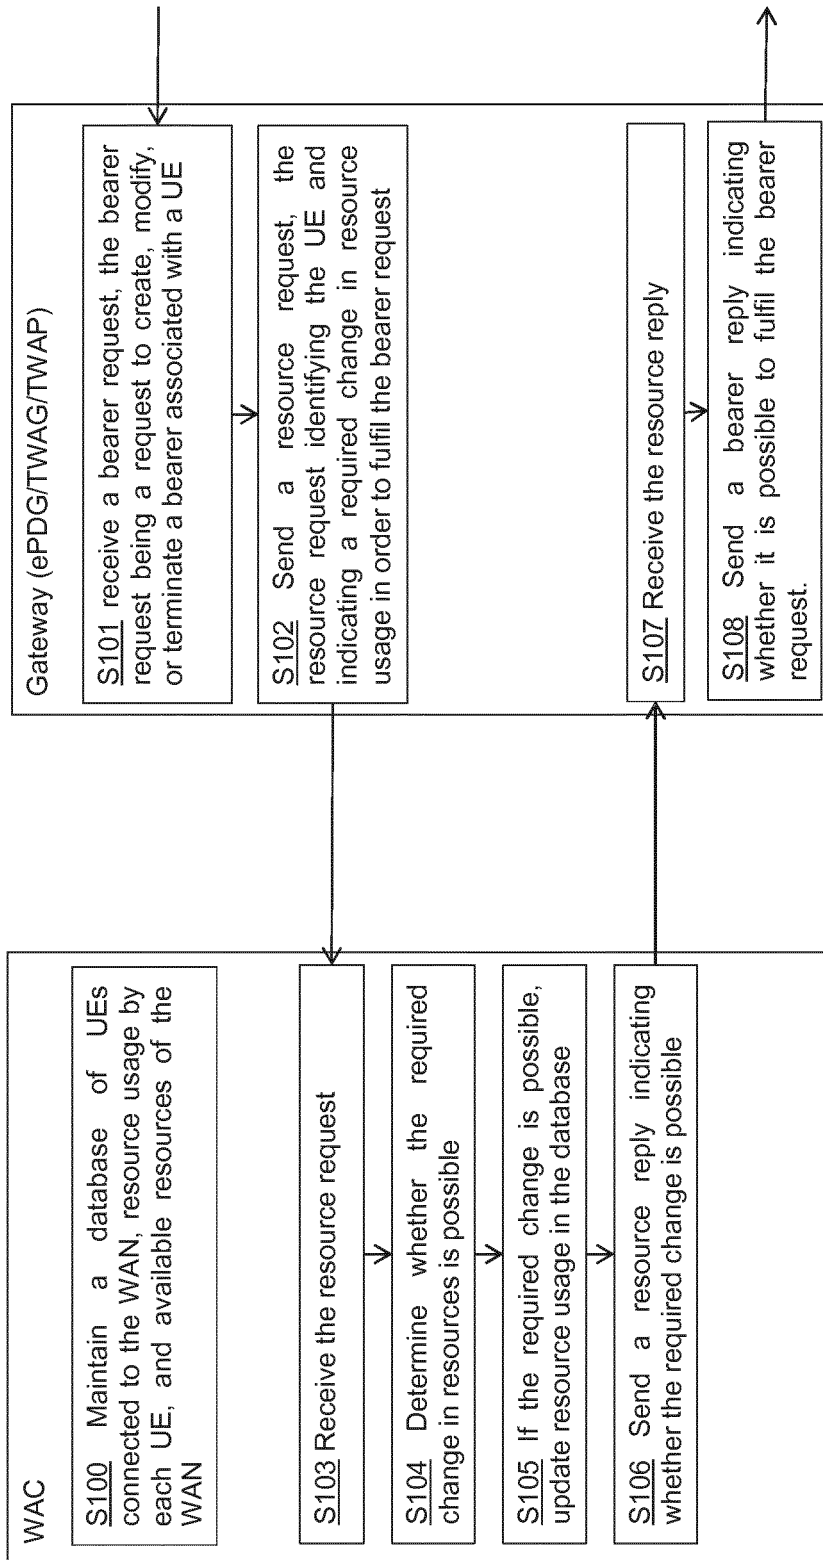 WAC
S100 Maintain a database of UEs
connected to the WAN, resource usage by
each UE, and available resources of the
WAN
S103 Receive the resource request
S104 Determine whether the required
change in resources is possible
S105 If the required change is possible,
update resource usage in the database
S106 Send a resource reply indicating
whether the required change is possible
Gateway (ePDG/TWAG/TWAP)
S101 receive a bearer request, the bearer
request being a request to create, modify,
or terminate a bearer associated with a UE
S102 Send a resource request, the
resource request identifying the UE and
indicating a required change in resource
usage in order to fulfil the bearer request
S107 Receive the resource reply
S108 Send a bearer reply indicating
whether it is possible to fulfil the bearer
request.